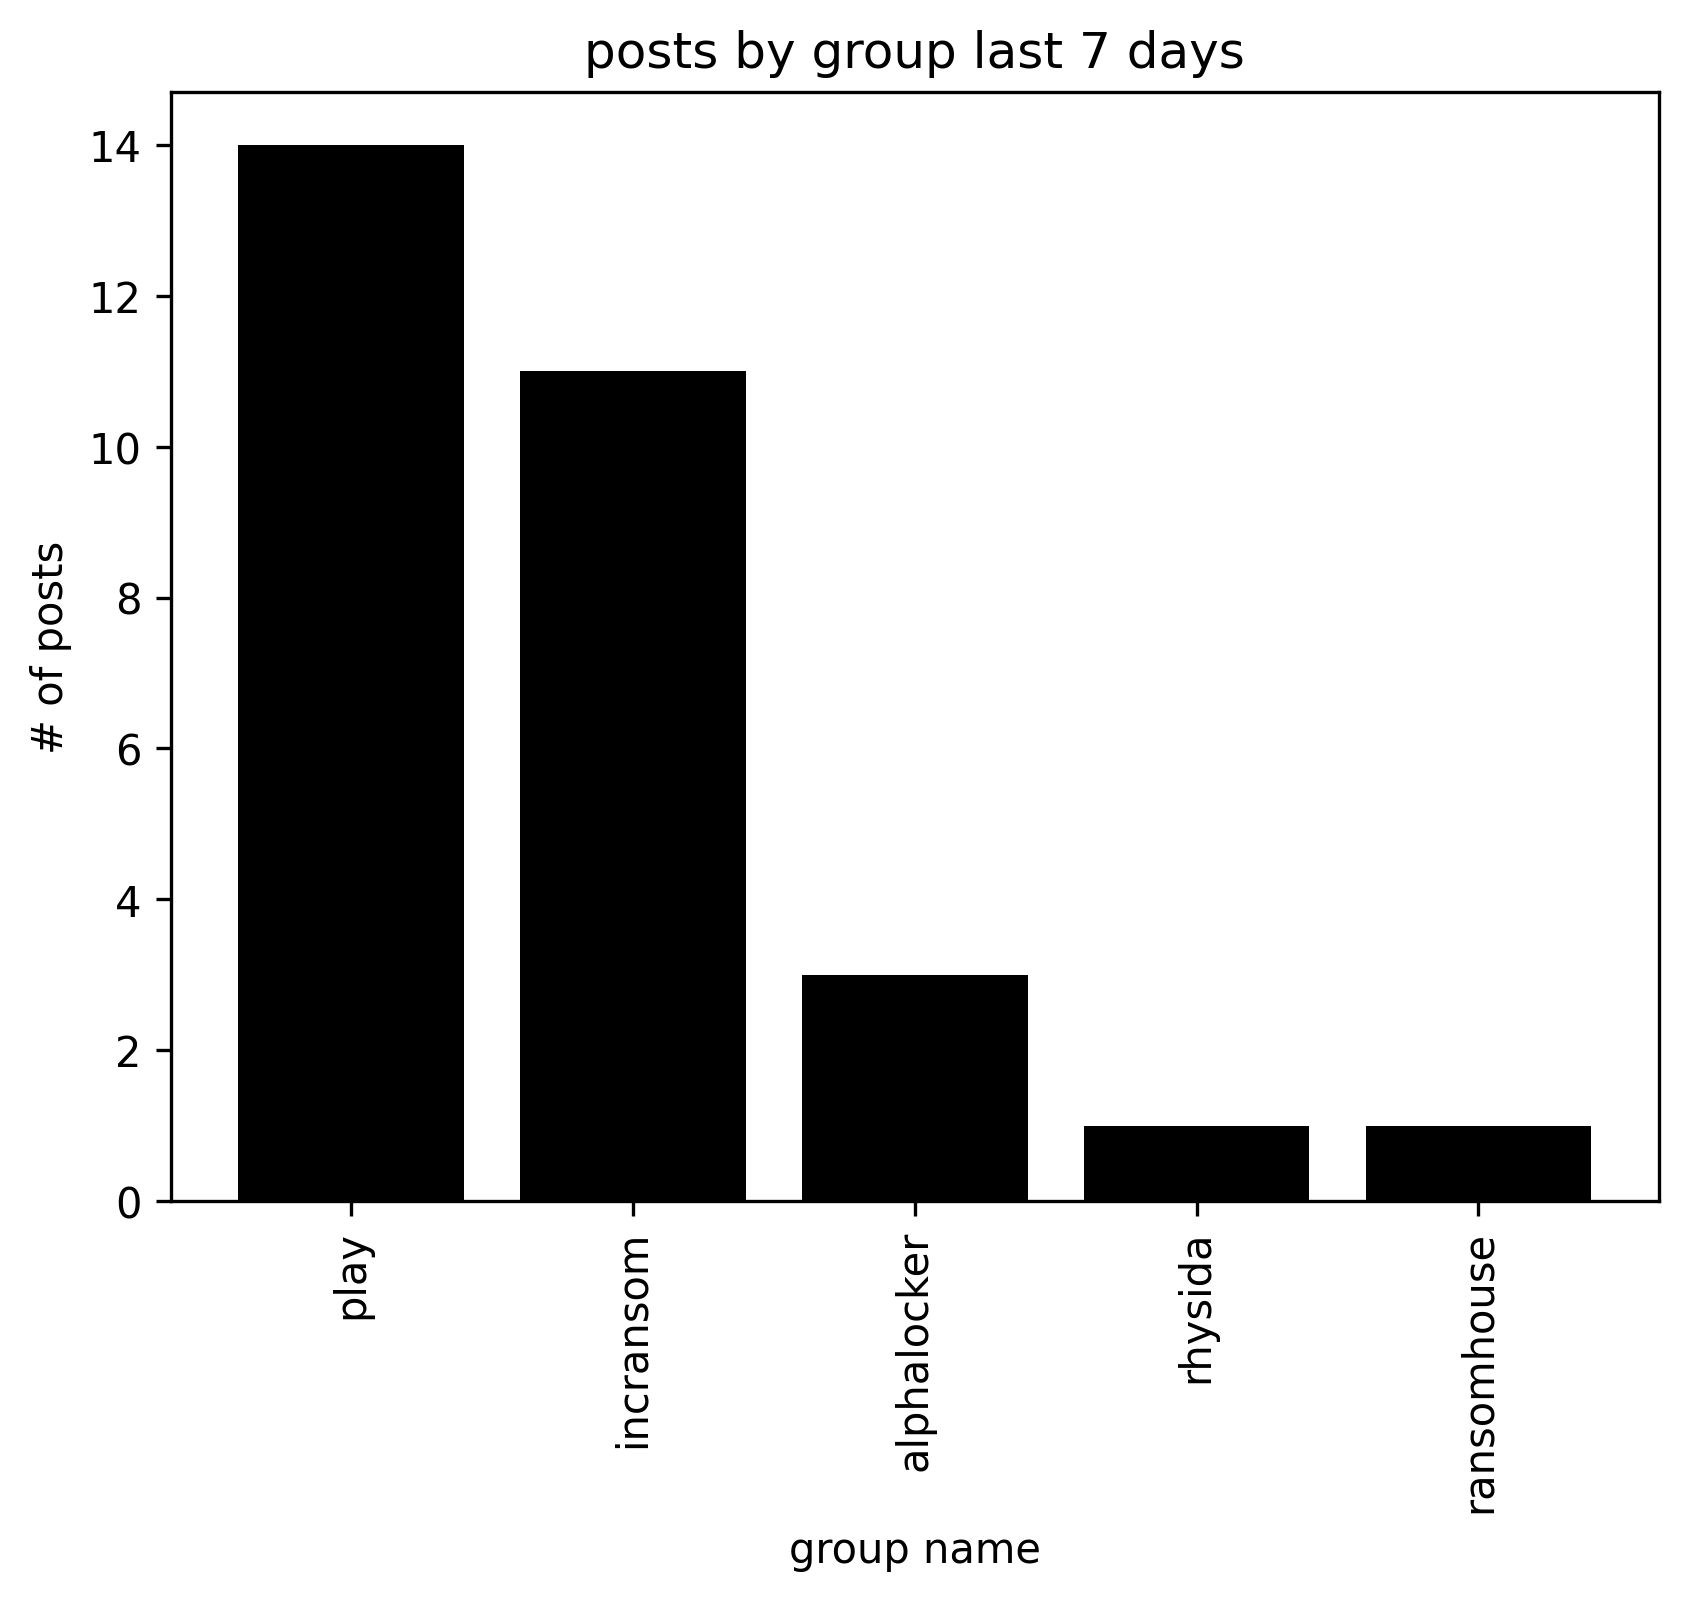 posts by group last 7 days
# of posts
14
12
10
8
6
4
2
0
play
incransom
alphalocker
rhysida
ransomhouse
group name